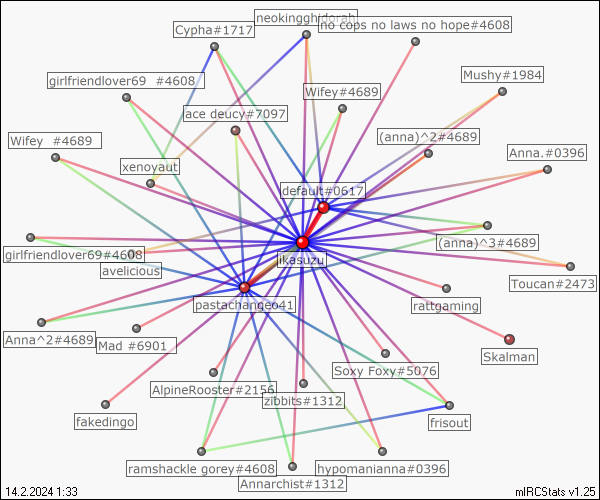 neokingghidorah
no cops no laws no hope#4608
Cypha#1717
Mushy#1984
girlfriendlover69 #4608
Wifey#4689
ace deucy#7097
(anna)^2#4689
Wifey #4689
Anna.#0396
xenoyaut
default#0617
(anna)^3#4689
girlfriendlover69#4608
ikasuzu
avelicious
Toucan#2473
pastachangeo41
rattgaming
Anna^2#4689
Mad #6901
Skalman
Soxy Foxy#5076
AlpineRooster#2156
zibbits#1312
fakedingo
frisout
ramshackle gorey#4608
hypomanianna#0396
Annarchist#1312
14.2.2024 1:33
mIRCStats v1.25